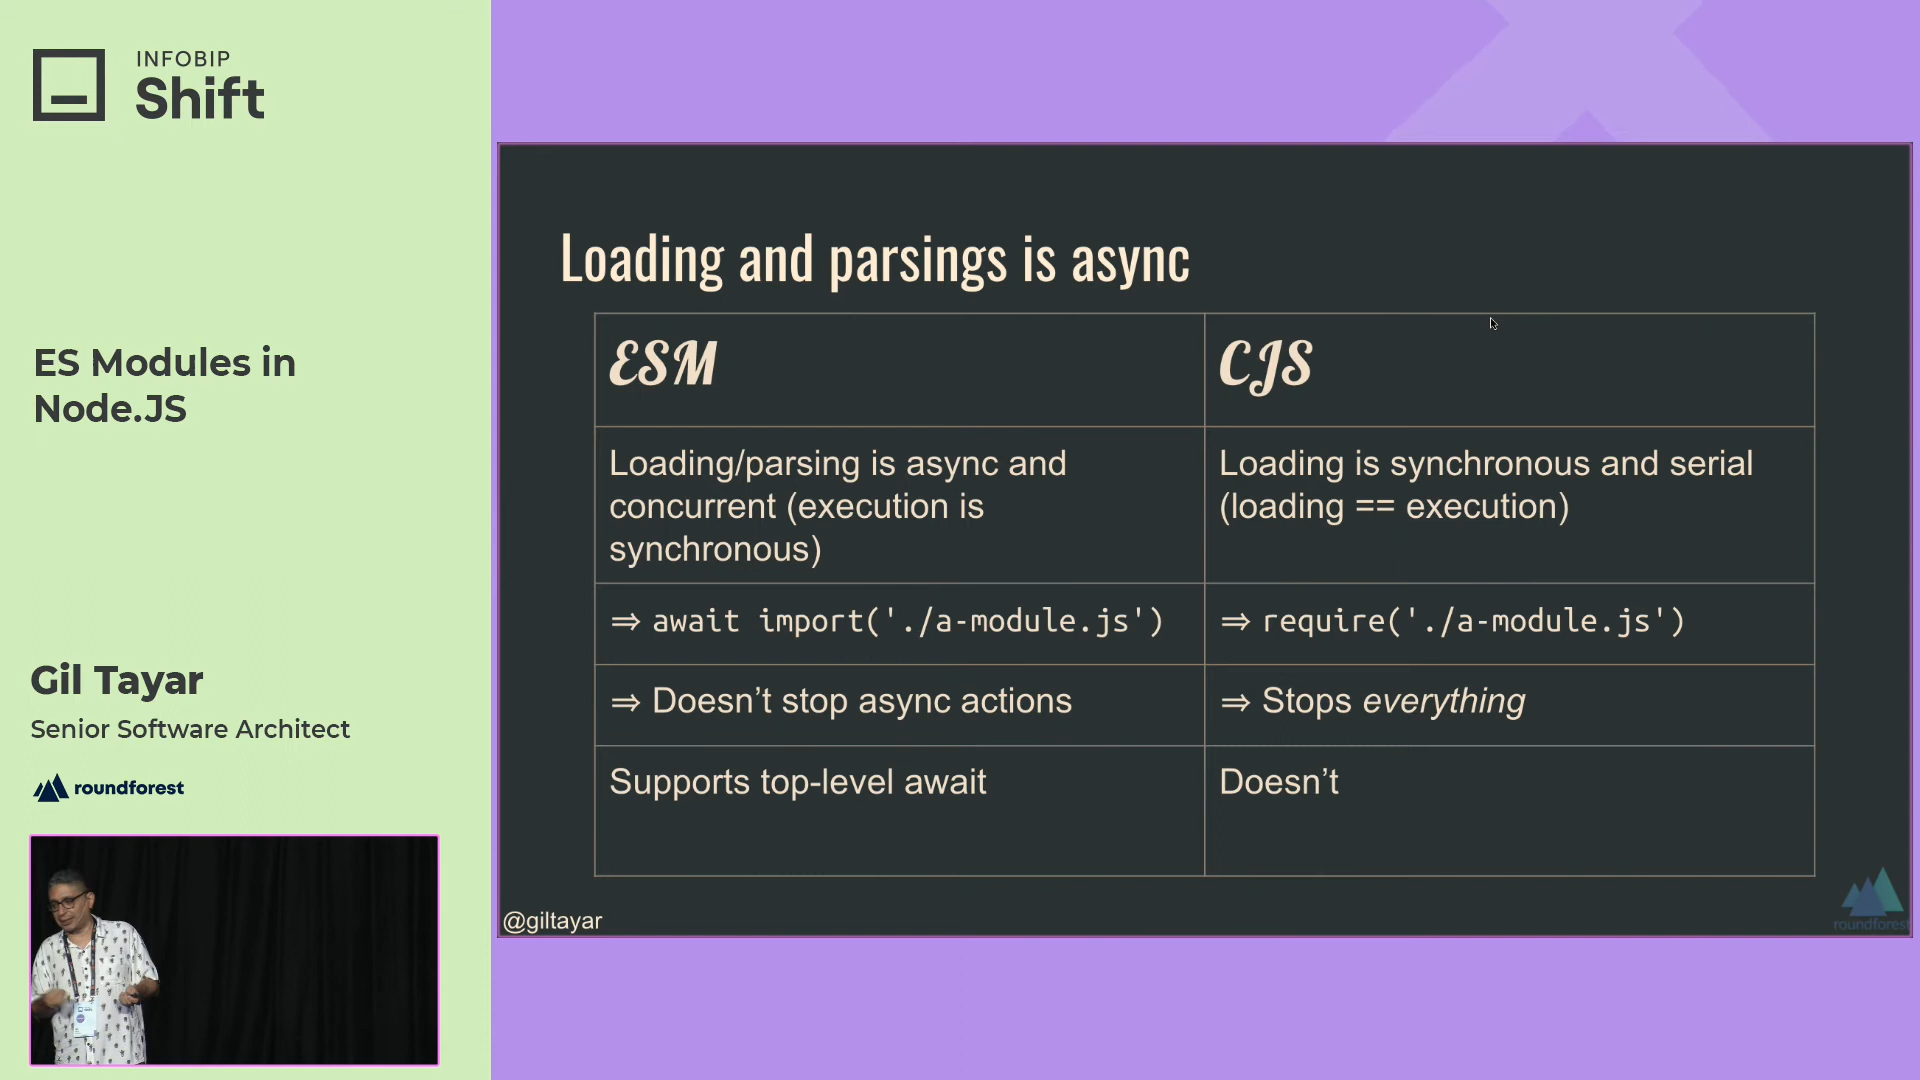 INFOBIP
Shift
ES Modules in
Node.JS
Gil Tayar
Senior Software Architect
roundforest
Loading and parsings is async
ESM
CJS
Loading/parsing is async and
concurrent (execution is
synchronous)
Loading is synchronous and serial
(loading == execution)
⇒ await import('./a-module.js')
⇒ require('./a-module.js')
⇒ Doesn’t stop async actions
⇒ Stops everything
Supports top-level await
Doesn’t
@giltayar
roundforest